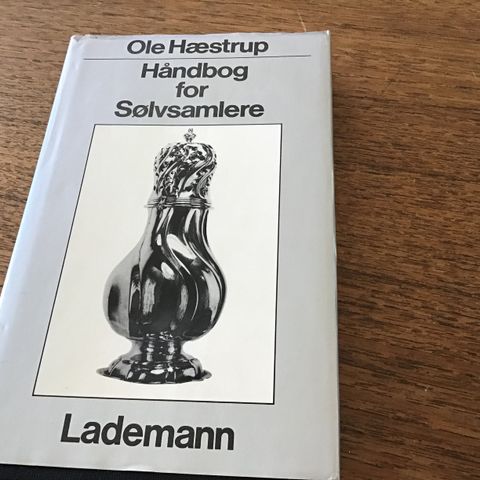 Ole Hæstrup
Håndbog
for
Sølvsamlere
Lademann